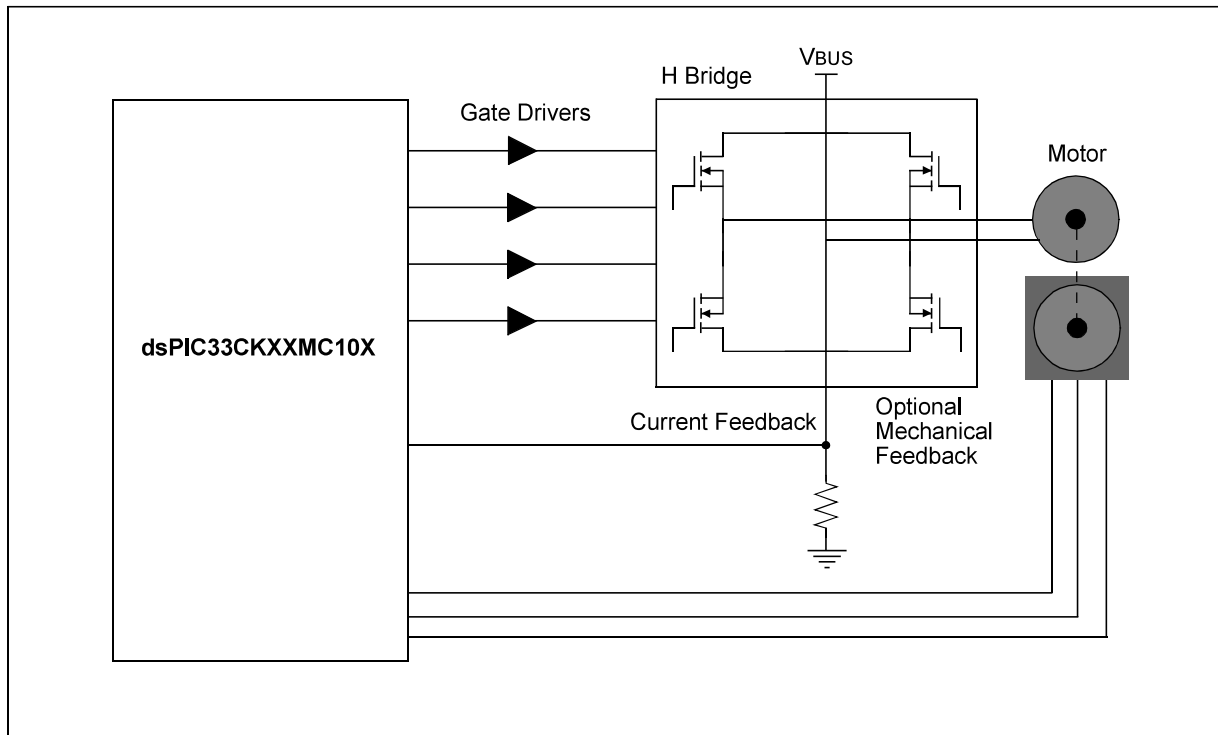 VBUS
H Bridge
Gate Drivers
Motor
dsPIC33CKXXMC10X
Current Feedback
Optional
Mechanical
Feedback